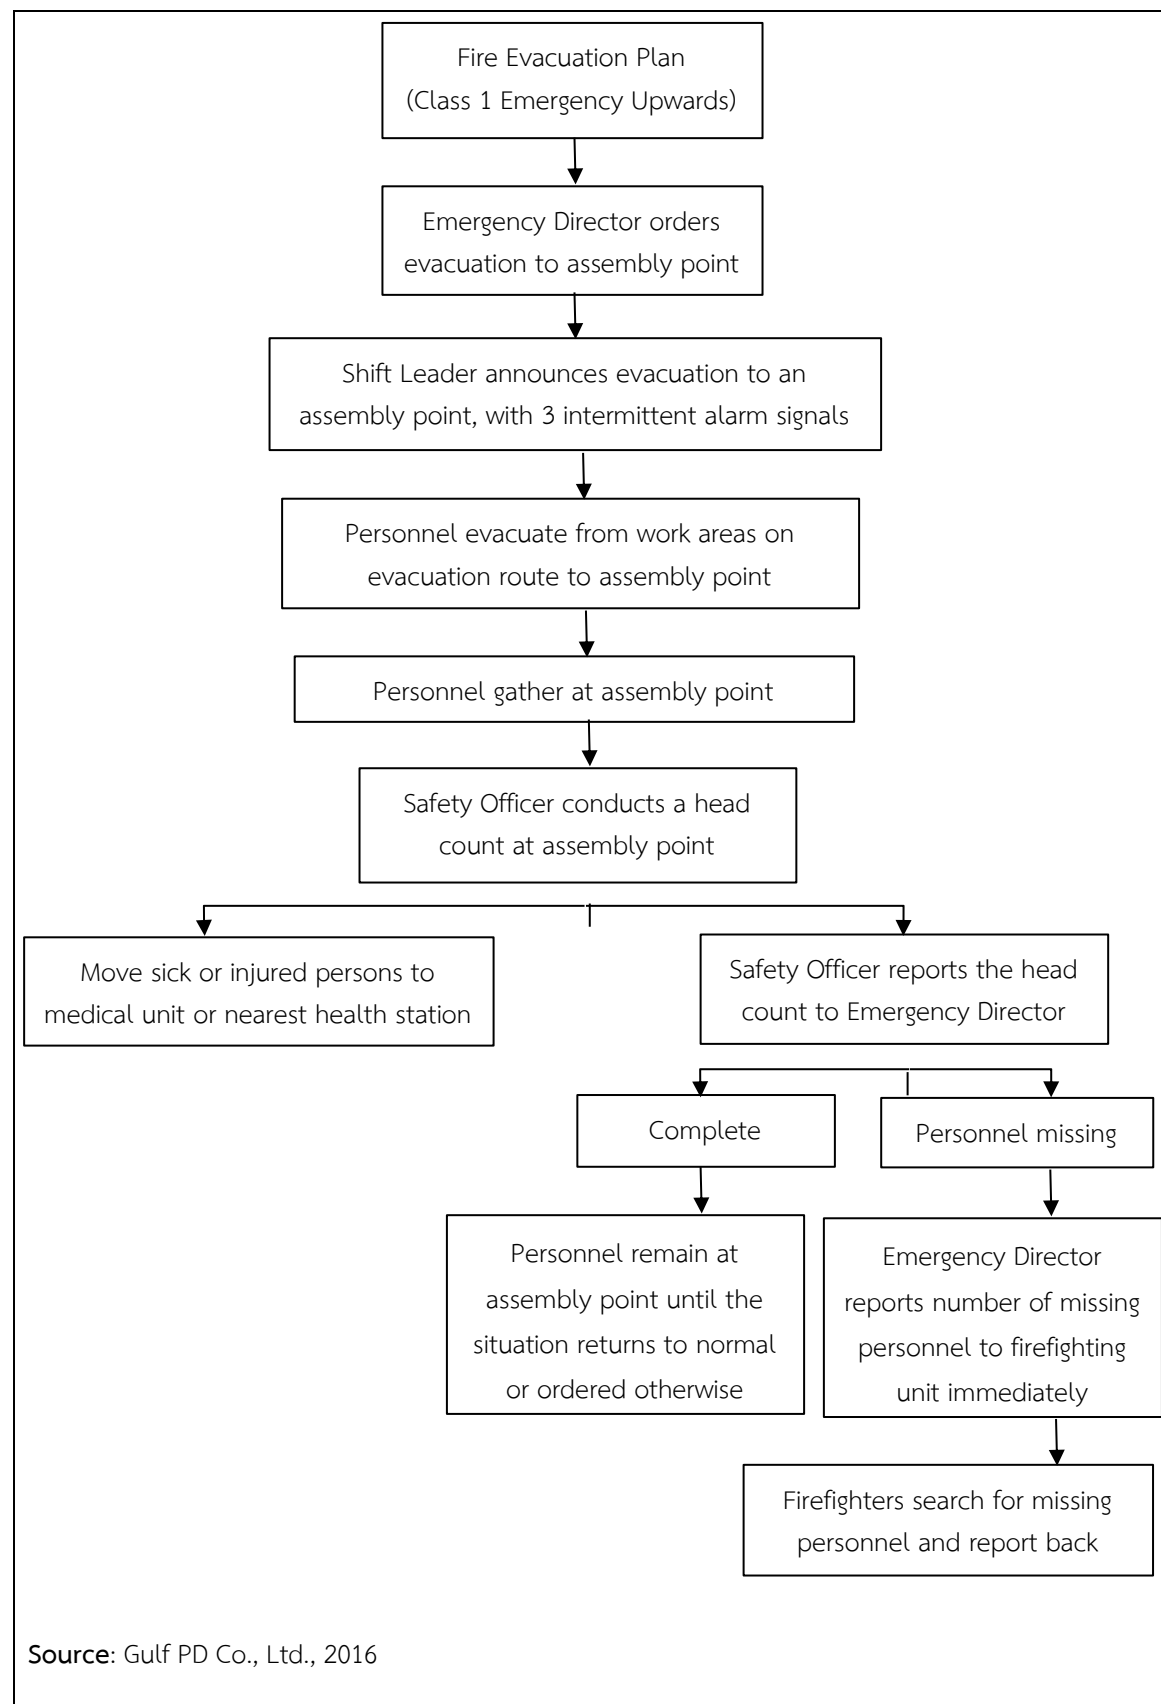 Fire Evacuation Plan
(Class 1 Emergency Upwards)
Emergency Director orders
evacuation to assembly point
Shift Leader announces evacuation to an
assembly point, with 3 intermittent alarm signals
Personnel evacuate from work areas on
evacuation route to assembly point
Personnel gather at assembly point
Safety Officer conducts a head
count at assembly point
Move sick or injured persons to
medical unit or nearest health station
Safety Officer reports the head
count to Emergency Director
Complete
Personnel missing
Personnel remain at
assembly point until the
situation returns to normal
or ordered otherwise
Emergency Director
reports number of missing
personnel to firefighting
unit immediately
Firefighters search for missing
personnel and report back
Source: Gulf PD Co., Ltd., 2016